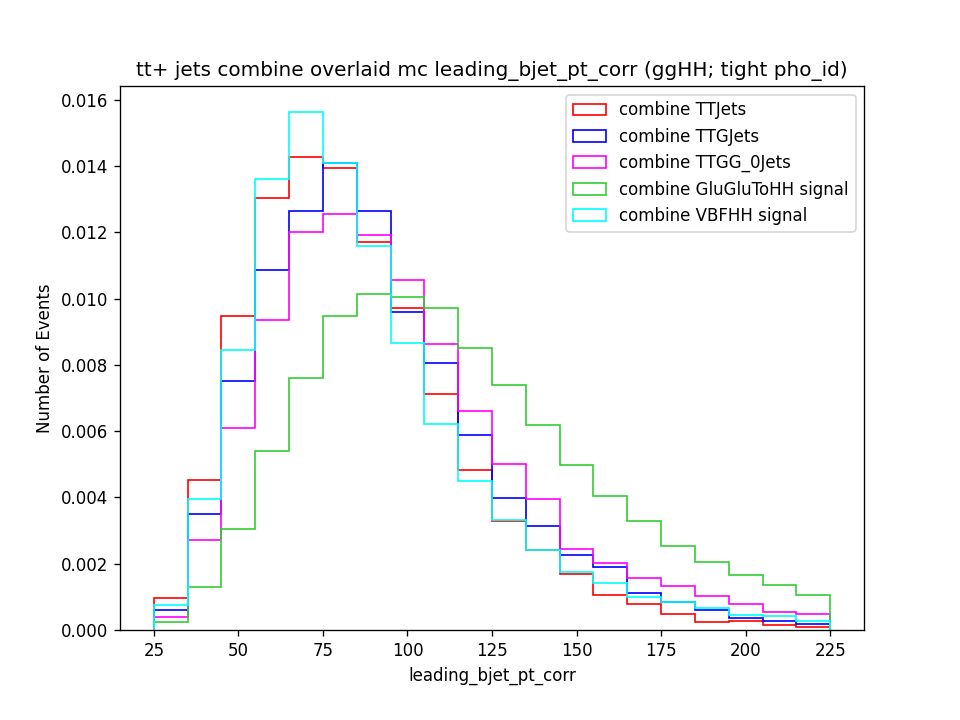 tt+ jets combine overlaid mc leading_bjet_pt_corr (ggHH; tight pho_id)
combine TTJets
combine TTGJets
combine TTGG_0Jets
combine GluGluToHH signal
combine VBFHH signal
Number of Events
0.016
0.014
0.012
0.010
0.008
0.006
0.004
0.002
0.000
25 50 75 100 125 150 175 200 225
leading_bjet_pt_corr